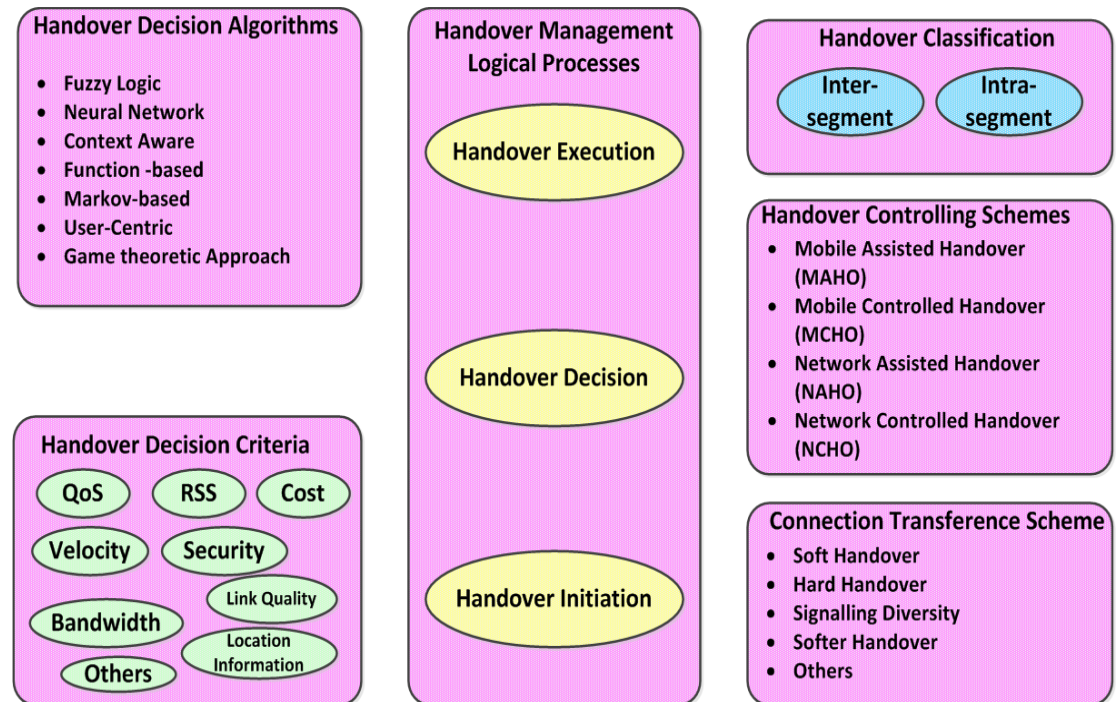 Handover Decision Algorithms
• Fuzzy Logic
• Neural Network
• Context Aware
• Function -based
• Markov-based
• User-Centric
• Game theoretic Approach
Handover Decision Criteria
QoS
RSS
Cost
Velocity
Security
Link Quality
Bandwidth
Location
Information
Others
Handover Management
Logical Processes
Handover Execution
Handover Decision
Handover Initiation
Handover Classification
Inter-
segment
Intra-
segment
Handover Controlling Schemes
• Mobile Assisted Handover
(MAHO)
• Mobile Controlled Handover
(MCHO)
• Network Assisted Handover
(NAHO)
• Network Controlled Handover
(NCHO)
Connection Transference Scheme
• Soft Handover
• Hard Handover
• Signalling Diversity
• Softer Handover
• Others